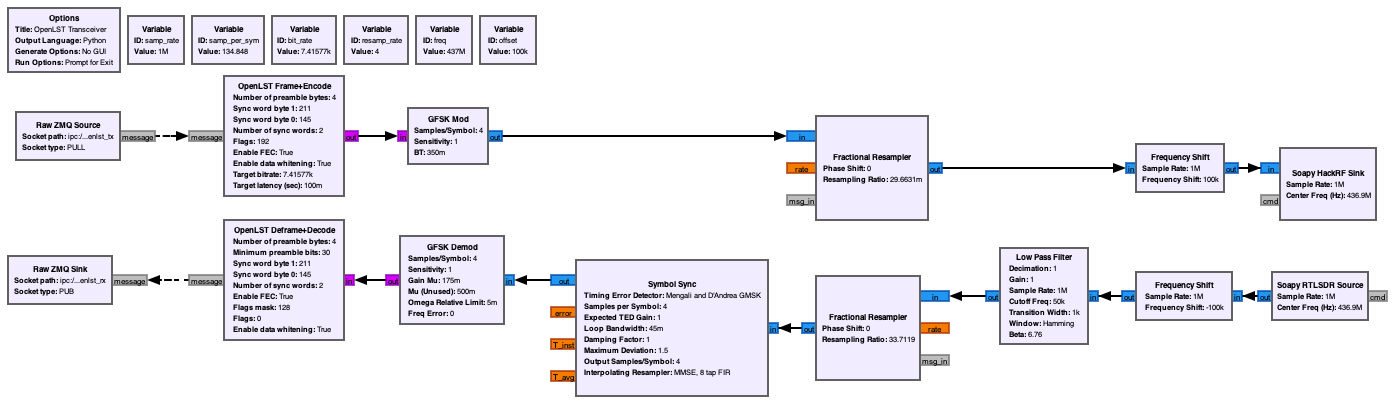 Options
Title: OpenLST Transceiver
Output Language: Python
Generate Options: No GUI
Run Options: Prompt for Exit
Variable
ID: samp_rate
Value: 1M
Variable
ID: samp_per_sym
Value: 134.848
Variable
ID: bit_rate
Value: 7.41577k
Variable
ID: resamp_rate
Value: 4
Variable
ID: freq
Value: 437M
Variable
ID: offset
Value: 100k
Raw ZMQ Source
Socket path: ipc:/...enlst_tx
Socket type: PULL
message
message
OpenLST Frame+Encode
Number of preamble bytes: 4
Sync word byte 1: 211
Sync word byte 0: 145
Number of sync words: 2
Flags: 192
Enable FEC: True
Enable data whitening: True
Target bitrate: 7.41577k
Target latency (sec): 100m
out
in
GFSK Mod
Samples/Symbol: 4
Sensitivity: 1
BT: 350m
out
in
rate
msg_in
Fractional Resampler
Phase Shift: 0
Resampling Ratio: 29.6631m
out
in
Frequency Shift
Sample Rate: 1M
Frequency Shift: 100k
out
in
cmd
Soapy HackRF Sink
Sample Rate: 1M
Center Freq (Hz): 436.9M
Raw ZMQ Sink
Socket path: ipc:/...enlst_rx
Socket type: PUB
message
message
OpenLST Deframe+Decode
Number of preamble bytes: 4
Minimum preamble bits: 30
Sync word byte 1: 211
Sync word byte 0: 145
Number of sync words: 2
Enable FEC: True
Flags mask: 128
Flags: 0
Enable data whitening: True
in
out
GFSK Demod
Samples/Symbol: 4
Sensitivity: 1
Gain Mu: 175m
Mu (Unused): 500m
Omega Relative Limit: 5m
Freq Error: 0
in
out
error
T_inst
T_avg
Symbol Sync
Timing Error Detector: Mengali and D'Andrea GMSK
Samples per Symbol: 4
Expected TED Gain: 1
Loop Bandwidth: 45m
Damping Factor: 1
Maximum Deviation: 1.5
Output Samples/Symbol: 4
Interpolating Resampler: MMSE, 8 tap FIR
in
out
Fractional Resampler
Phase Shift: 0
Resampling Ratio: 33.7119
in
rate
msg_in
out
Low Pass Filter
Decimation: 1
Gain: 1
Sample Rate: 1M
Cutoff Freq: 50k
Transition Width: 1k
Window: Hamming
Beta: 6.76
in
out
Frequency Shift
Sample Rate: 1M
Frequency Shift: -100k
in
out
Soapy RTLSDR Source
Sample Rate: 1M
Center Freq (Hz): 436.9M
cmd